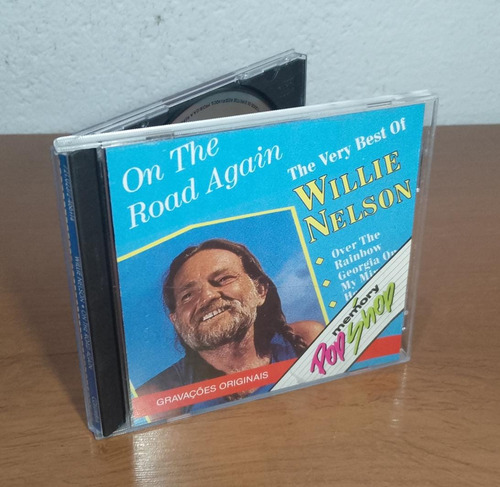 On The
Road Again
The Very Best Of
WILLIE
NELSON
Over The
Rainbow
Georgia On
My
memory
POP SHOP
GRAVAÇÕES ORIGINAIS